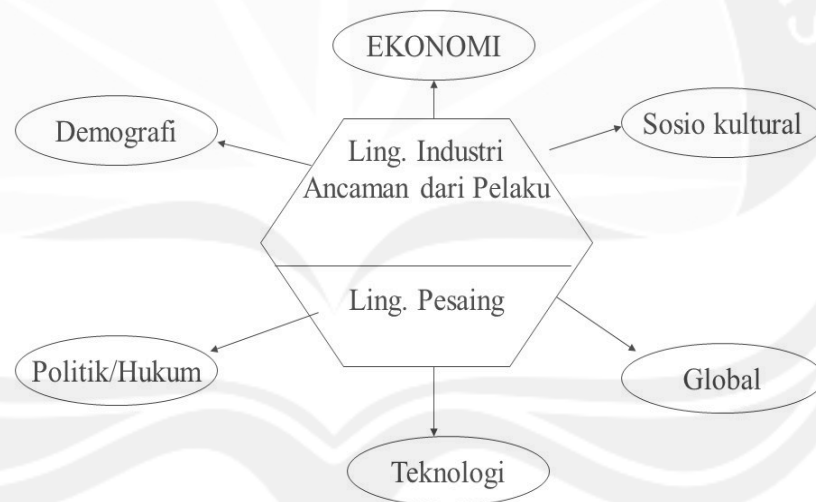 EKONOMI
Demografi
Sosio kultural
Ling. Industri
Ancaman dari Pelaku
Ling. Pesaing
Politik/Hukum
Global
Teknologi